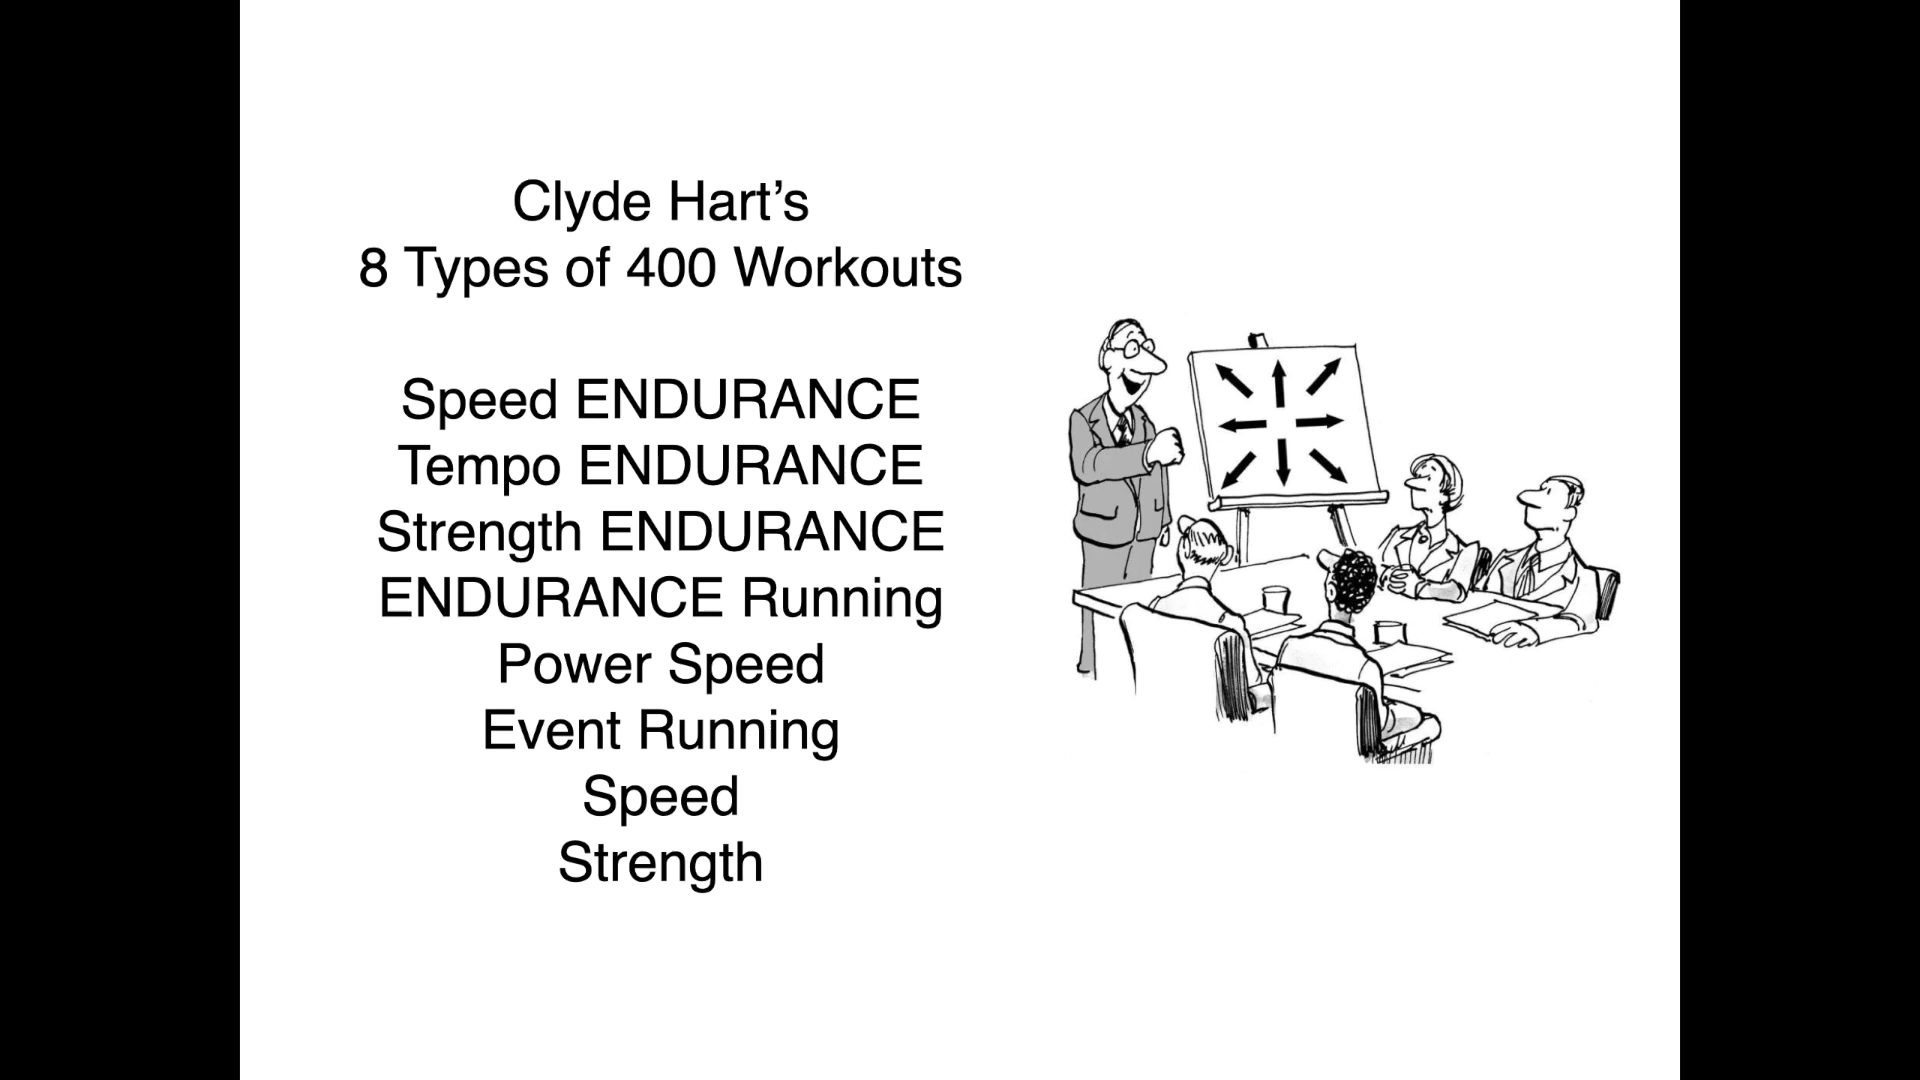 Clyde Hart’s
8 Types of 400 Workouts
Speed ENDURANCE
Tempo ENDURANCE
Strength ENDURANCE
ENDURANCE Running
Power Speed
Event Running
Speed
Strength